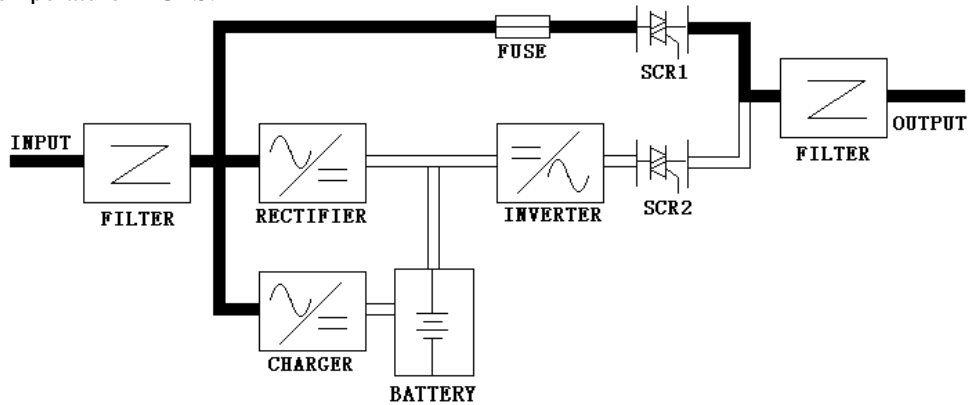 FUSE
SCR1
INPUT
OUTPUT
FILTER
FILTER
RECTIFIER
INVERTER
SCR2
CHARGER
BATTERY